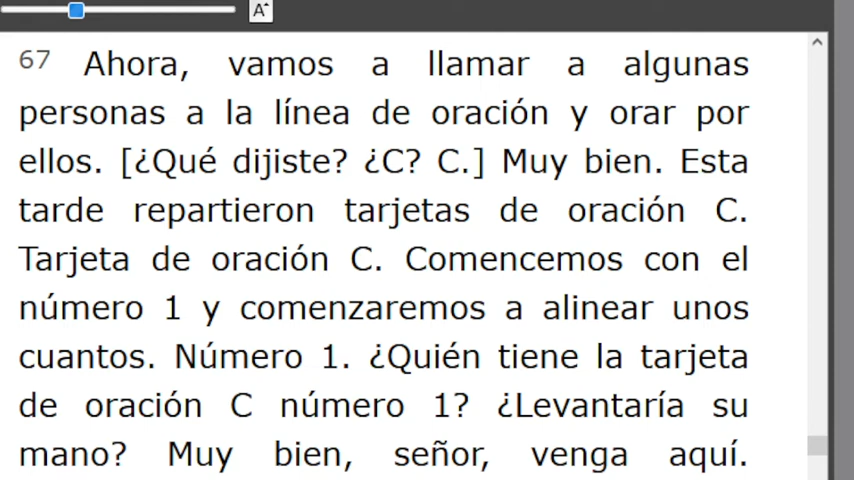 A
67 Ahora, vamos a llamar a algunas
personas a la línea de oración y orar por
ellos. [¿Qué dijiste? ¿C? C.] Muy bien. Esta
tarde repartieron tarjetas de oración C.
Tarjeta de oración C. Comencemos con el
número 1 y comenzaremos a alinear unos
cuantos. Número 1. ¿Quién tiene la tarjeta
de oración C número 1? ¿Levantaría su
mano? Muy bien, señor, venga aquí.